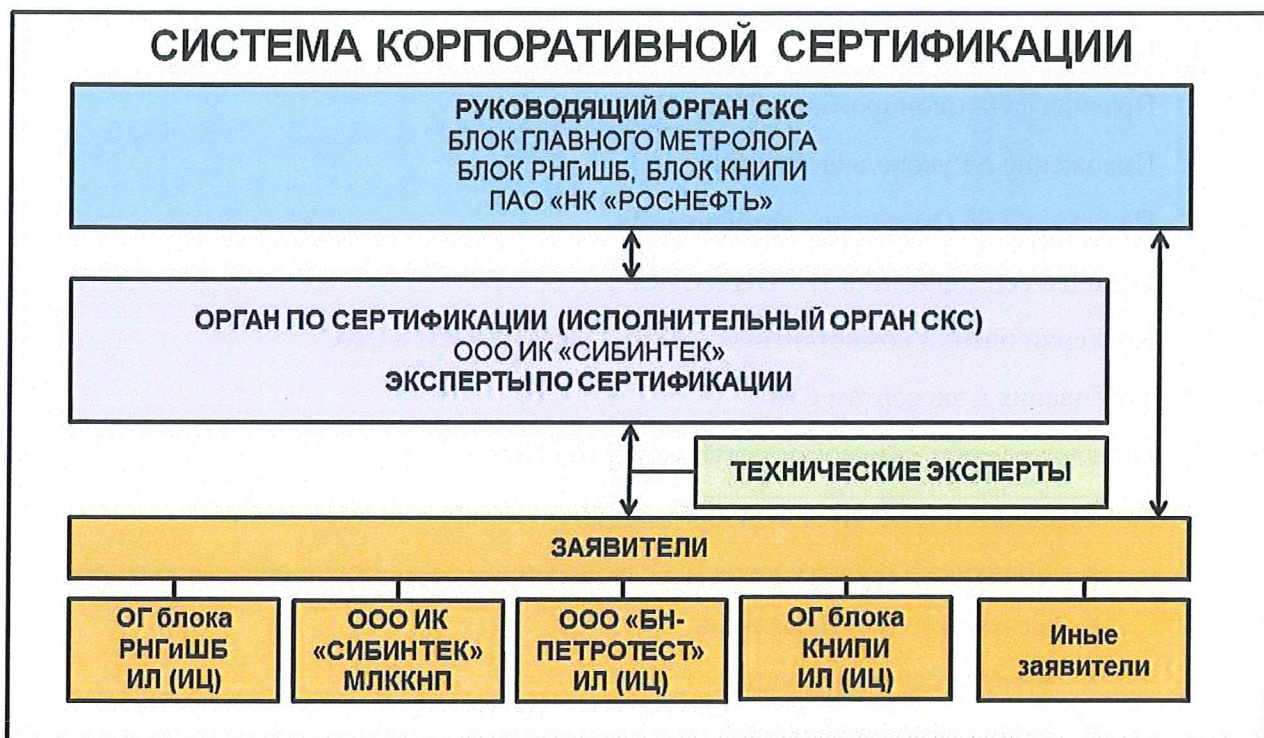 СИСТЕМА КОРПОРАТИВНОЙ СЕРТИФИКАЦИИ
РУКОВОДЯЩИЙ ОРГАН СКС
БЛОК ГЛАВНОГО МЕТРОЛОГА
БЛОК РНГиШБ, БЛОК КНИПИ
ПАО «НК «РОСНЕФТЬ»
ОРГАН ПО СЕРТИФИКАЦИИ (ИСПОЛНИТЕЛЬНЫЙ ОРГАН СКС)
ООО ИК «СИБИНТЕК»
ЭКСПЕРТЫ ПО СЕРТИФИКАЦИИ
ТЕХНИЧЕСКИЕ ЭКСПЕРТЫ
ЗАЯВИТЕЛИ
ОГ блока
РНГиШБ
ИЛ (ИЦ)
ООО ИК
«СИБИНТЕК»
МЛККНП
ООО «БН-
ПЕТРОТЕСТ»
ИЛ (ИЦ)
ОГ блока
КНИПИ
ИЛ (ИЦ)
Иные
заявители